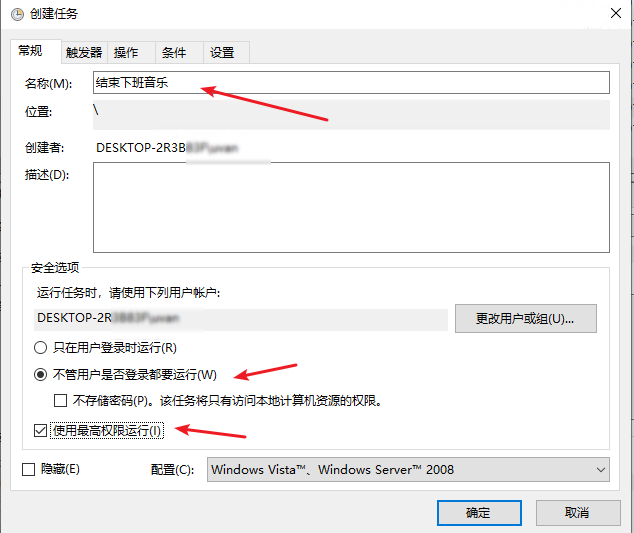 创建任务
常规 触发器 操作 条件 设置
名称(M): 结束下班音乐
位置: \
创建者: DESKTOP-2R3B
描述(D):
安全选项
运行任务时，请使用下列用户帐户:
DESKTOP-2R
更改用户或组(U)...
只在用户登录时运行(R)
不管用户是否登录都要运行(W)
不存储密码(P)。该任务将只有访问本地计算机资源的权限。
使用最高权限运行(I)
隐藏(E) 配置(C): Windows Vista™、Windows Server™ 2008
确定 取消